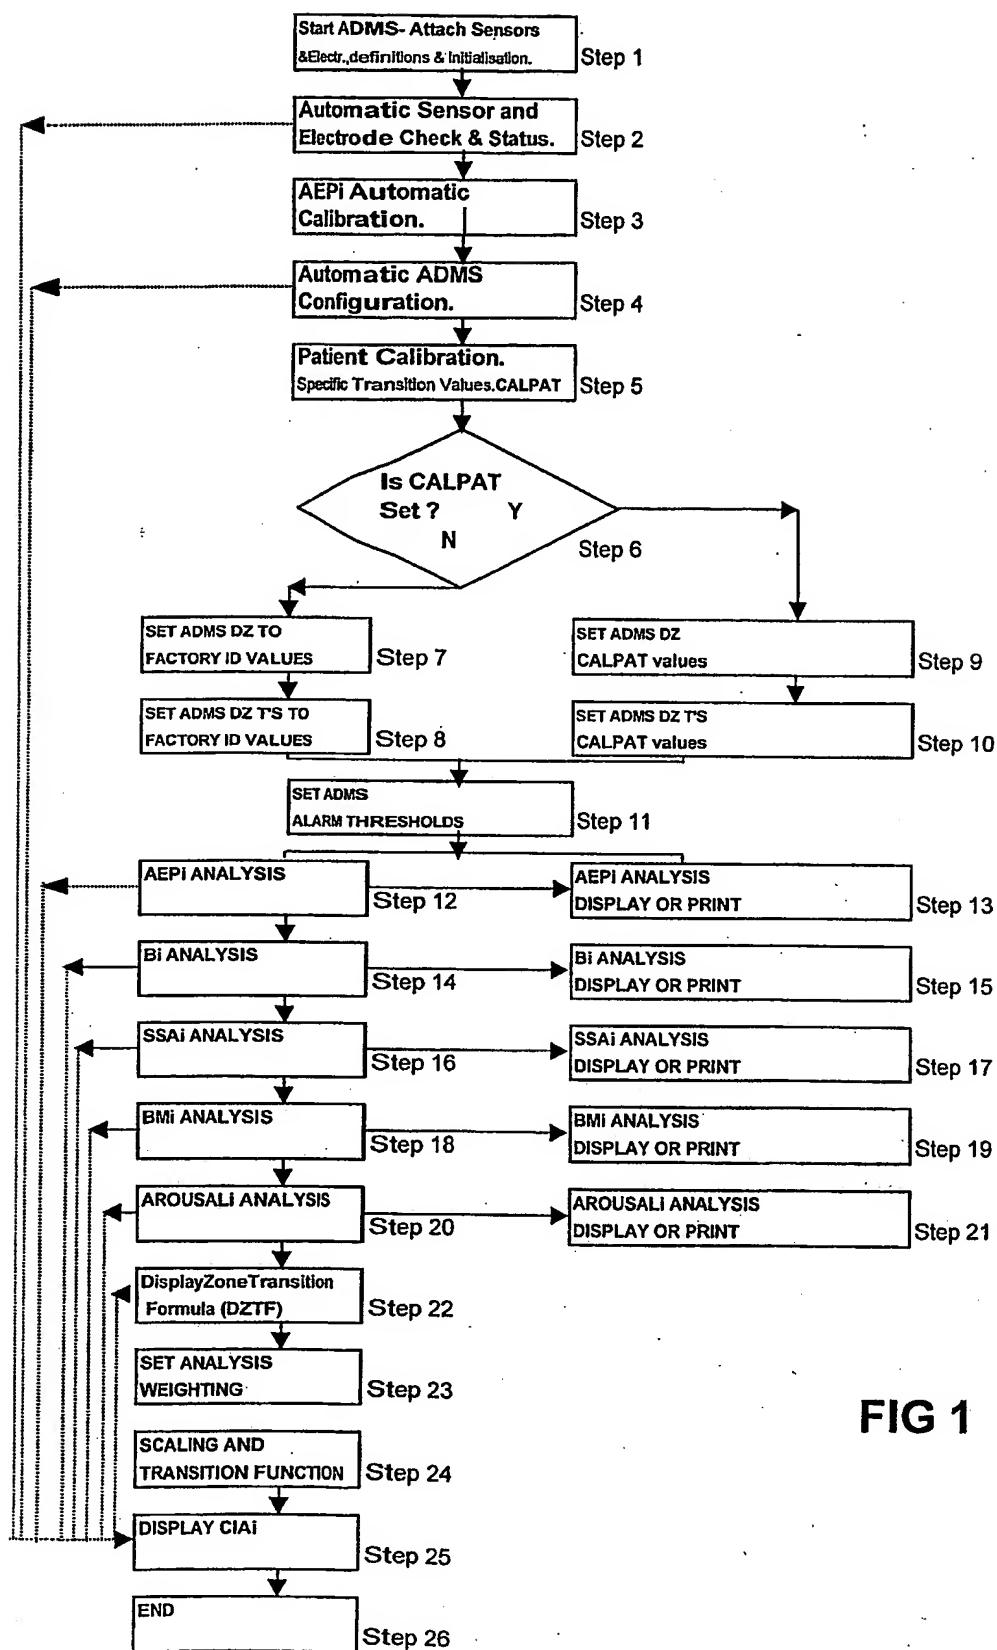 Start ADMS- Attach Sensors
&Electr.,definitions & Initialisation.
Step 1
Automatic Sensor and
Electrode Check & Status.
Step 2
AEPi Automatic
Calibration.
Step 3
Automatic ADMS
Configuration.
Step 4
Patient Calibration.
Specific Transition Values.CALPAT
Step 5
Is CALPAT
Set ? Y
N
Step 6
SET ADMS DZ TO
FACTORY ID VALUES
Step 7
SET ADMS DZ
CALPAT values
Step 9
SET ADMS DZ T'S TO
FACTORY ID VALUES
Step 8
SET ADMS DZ T'S
CALPAT values
Step 10
SET ADMS
ALARM THRESHOLDS
Step 11
AEPi ANALYSIS
Step 12
AEPi ANALYSIS
DISPLAY OR PRINT
Step 13
Bi ANALYSIS
Step 14
Bi ANALYSIS
DISPLAY OR PRINT
Step 15
SSAi ANALYSIS
Step 16
SSAi ANALYSIS
DISPLAY OR PRINT
Step 17
BMi ANALYSIS
Step 18
BMi ANALYSIS
DISPLAY OR PRINT
Step 19
AROUSALi ANALYSIS
Step 20
AROUSALi ANALYSIS
DISPLAY OR PRINT
Step 21
DisplayZoneTransition
Formula (DZTF)
Step 22
SET ANALYSIS
WEIGHTING
Step 23
FIG 1
SCALING AND
TRANSITION FUNCTION
Step 24
DISPLAY CIAi
Step 25
END
Step 26